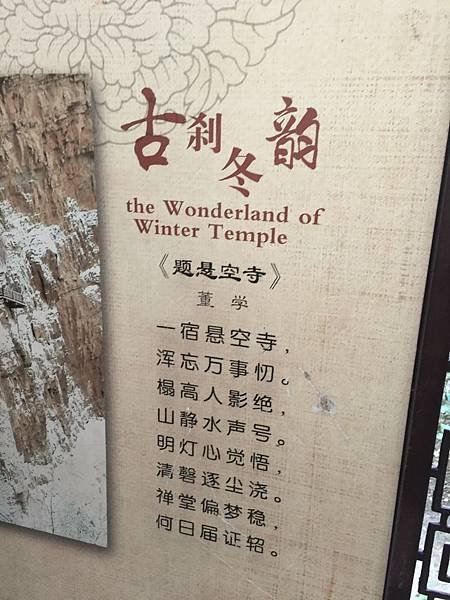 古刹冬韵
the Wonderland of
Winter Temple
《题悬空寺》
董学
一宿悬空寺，
浑忘万事忉。
榻高人影绝，
山静水声号。
明灯心觉悟，
清磬逐尘浇。
禅堂偏梦稳，
何日届证轺。